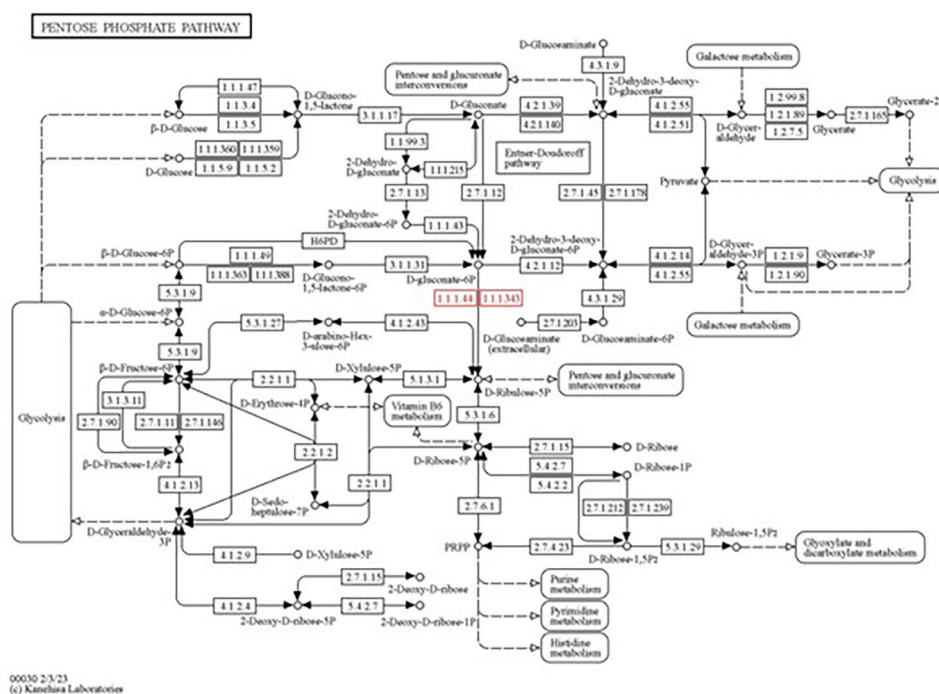 PENTOSE PHOSPHATE PATHWAY
D-Glucosaminate
4.3.1.9
Galactose metabolism
Pentose and glucuronate
interconversions
2-Dehydro-3-deoxy-
D-gluconate
1.1.1.47
1.1.3.4
1.1.3.5
β-D-Glucose
D-Glucono-
1,5-lactone
3.1.1.17
D-Gluconate
4.2.1.39
4.2.1.140
4.1.2.55
4.1.2.51
D-Glycer-
aldehyde
1.2.99.8
1.2.1.89
1.2.7.5
Glycerate
2.7.1.165
Glycerate-2
1.1.1.360
1.1.1.359
1.1.5.9
1.1.5.2
D-Glucose
1.1.99.3
2-Dehydro-
D-gluconate
1.1.1.215
Entner-Doudoroff
pathway
Pyruvate
Glycolysis
2.7.1.13
2.7.1.12
2.7.1.45
2.7.1.178
2-Dehydro-
D-gluconate-6P
1.1.1.43
H6PD
β-D-Glucose-6P
1.1.1.49
1.1.1.363
1.1.1.388
D-Glucono-
1,5-lactone-6P
3.1.1.31
D-gluconate-6P
4.2.1.12
2-Dehydro-3-deoxy-
D-gluconate-6P
4.1.2.14
4.1.2.55
D-Glycer-
aldehyde-3P
1.2.1.9
1.2.1.90
Glycerate-3P
5.3.1.9
α-D-Glucose-6P
1.1.1.44
1.1.1.343
4.3.1.29
2.7.1.203
D-Glucosaminate
(extracellular)
D-Glucosaminate-6P
Galactose metabolism
5.3.1.9
5.3.1.27
D-arabino-Hex-
3-ulose-6P
4.1.2.43
β-D-Fructose-6P
2.2.1.1
D-Xylulose-5P
5.1.3.1
D-Ribulose-5P
Pentose and glucuronate
interconversions
Glycolysis
3.1.3.11
2.7.1.90
2.7.1.11
2.7.1.146
D-Erythrose-4P
Vitamin B6
metabolism
5.3.1.6
2.2.1.2
D-Ribose-5P
2.7.1.15
D-Ribose
β-D-Fructose-1,6P2
4.1.2.13
2.2.1.1
5.4.2.7
5.4.2.2
D-Ribose-1P
D-Sedo-
heptulose-7P
2.7.6.1
2.7.1.212
2.7.1.239
D-Glyceraldehyde-
3P
4.1.2.9
D-Xylulose-5P
PRPP
2.7.4.23
D-Ribose-1,5P2
5.3.1.29
Ribulose-1,5P2
Glyoxylate and
dicarboxylate metabolism
2.7.1.15
2-Deoxy-D-ribose
4.1.2.4
2-Deoxy-D-ribose-5P
5.4.2.7
2-Deoxy-D-ribose-1P
Purine
metabolism
Pyrimidine
metabolism
Histidine
metabolism
00030 2/3/23
(c) Kanehisa Laboratories